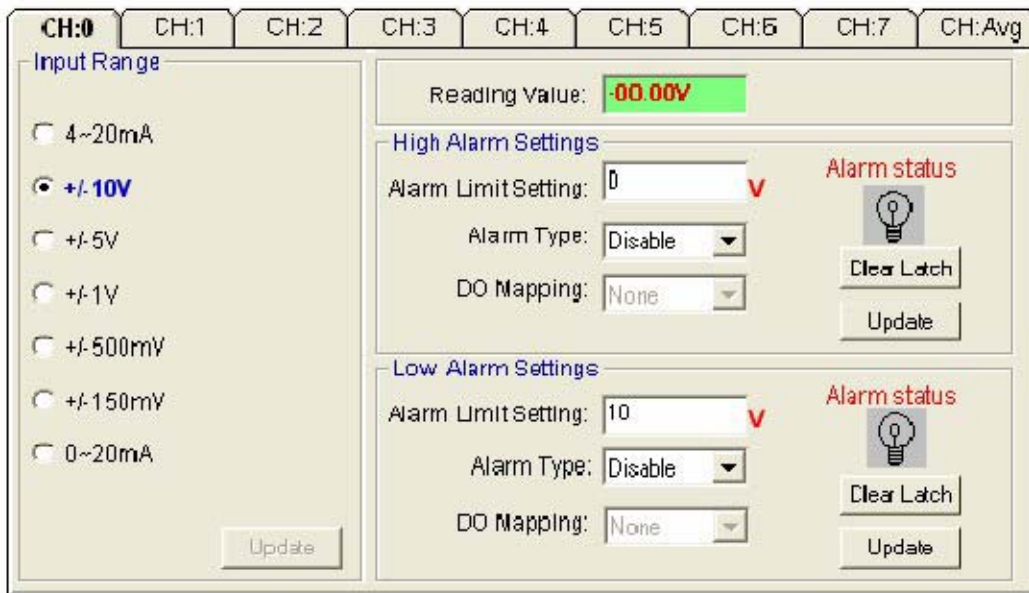 CH:0 CH:1 CH:2 CH:3 CH:4 CH:5 CH:6 CH:7 CH:Avg
Input Range
4~20mA
+/-10V
+/-5V
+/-1V
+/-500mV
+/-150mV
0~20mA
Update
Reading Value: -00.00V
High Alarm Settings
Alarm Limit Setting: 0 V
Alarm Type: Disable
DO Mapping: None
Alarm status
Clear Latch
Update
Low Alarm Settings
Alarm Limit Setting: 10 V
Alarm Type: Disable
DO Mapping: None
Alarm status
Clear Latch
Update